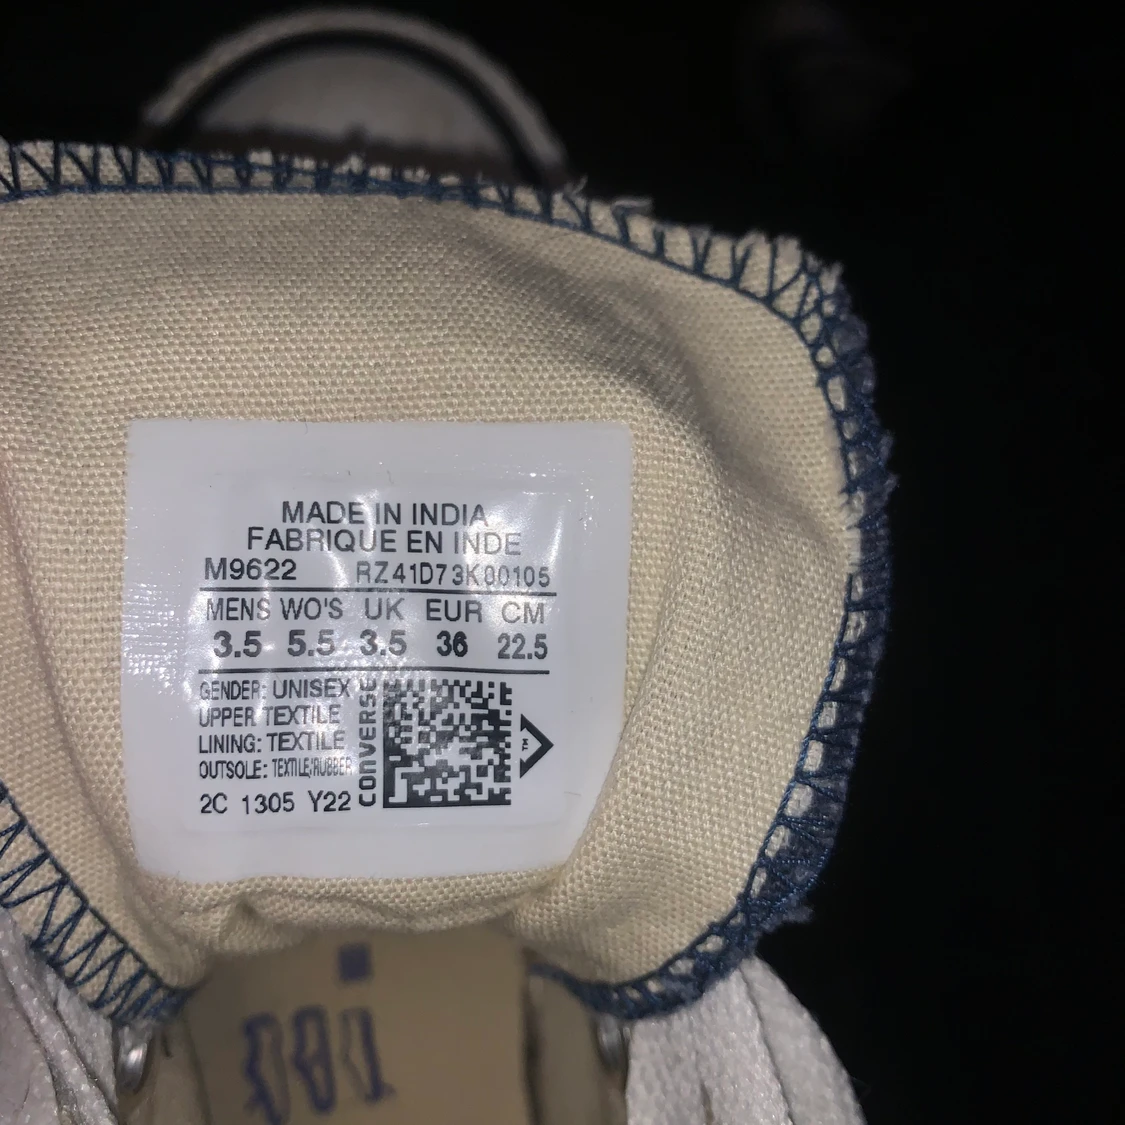 MADE IN INDIA
FABRIQUE EN INDE
M9622 RZ41D73K00105
MENS WO'S UK EUR CM
3.5 5.5 3.5 36 22.5
GENDER: UNISEX
UPPER TEXTILE
LINING: TEXTILE
OUTSOLE: TEXTILE/RUBBER
2C 1305 Y22
CONVERSE
TM